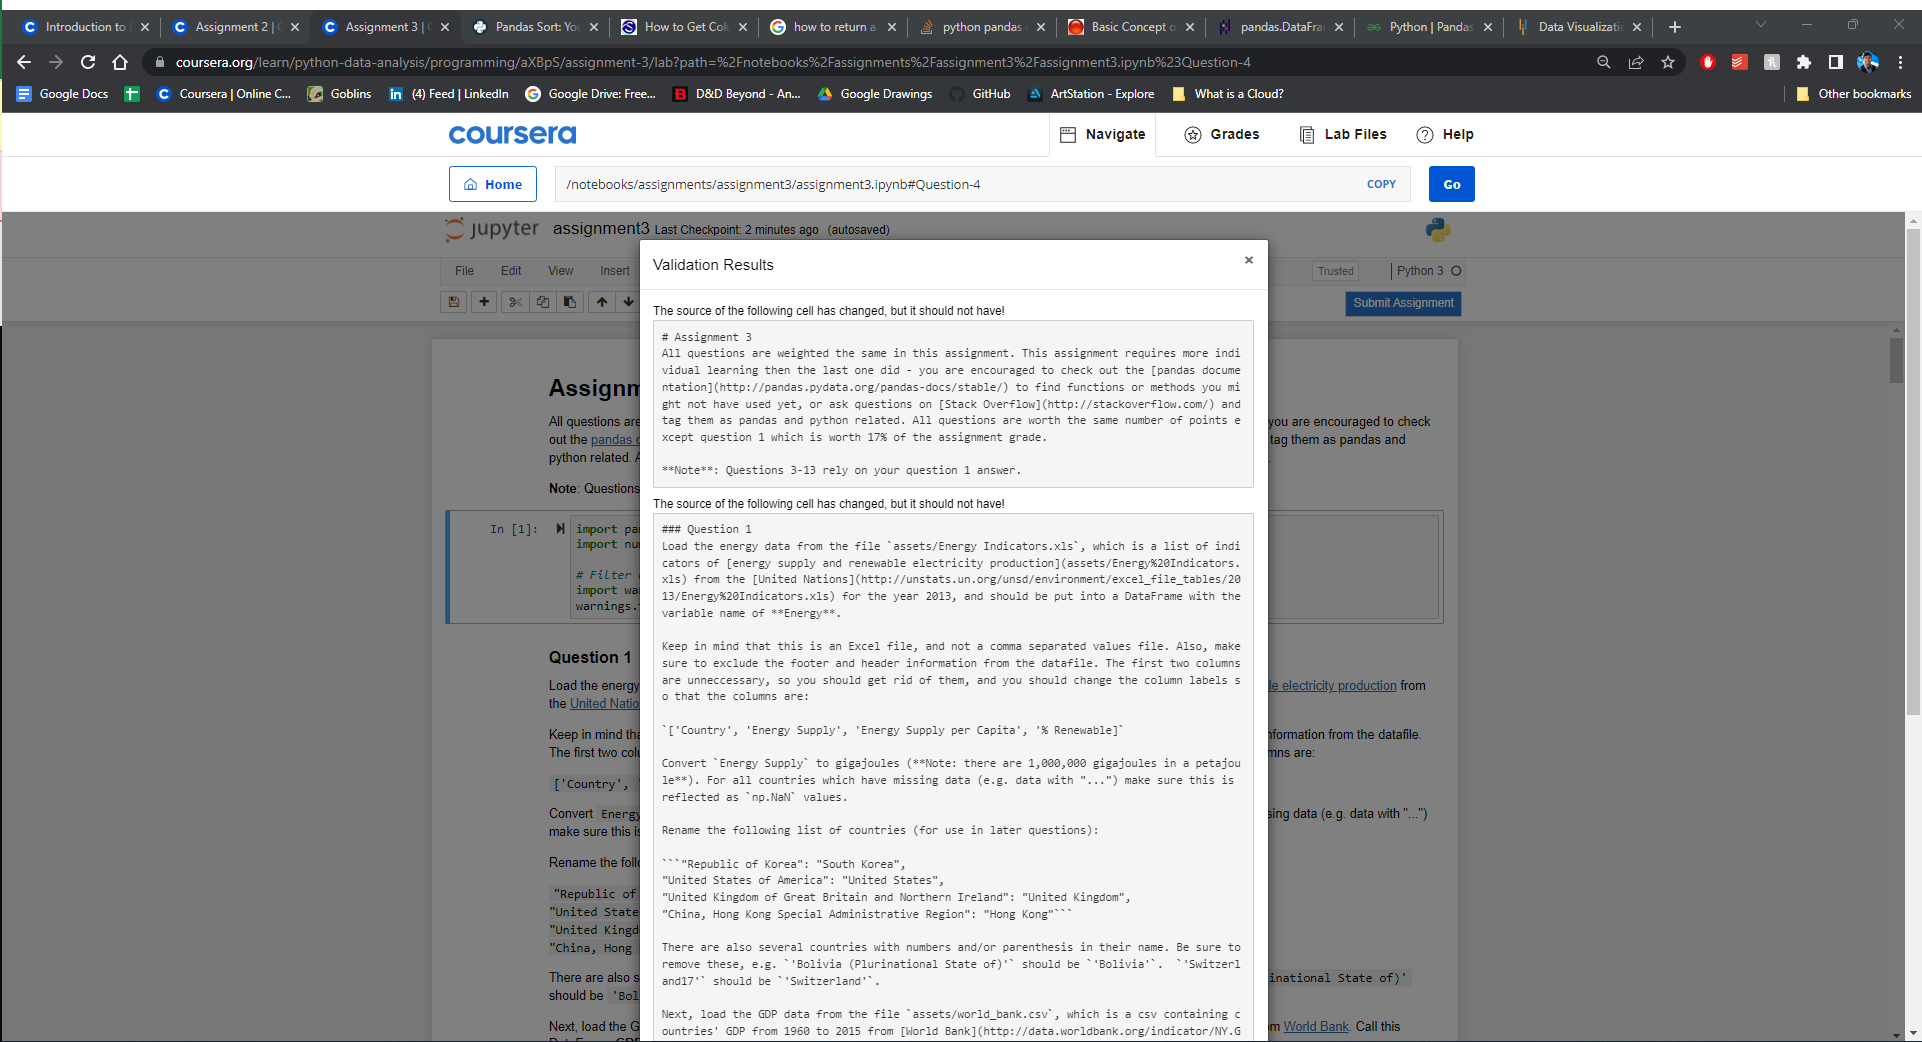 Introduction to
Assignment 2 | C
Assignment 3 | C
Pandas Sort: You
How to Get Colu
how to return a
python pandas
Basic Concept o
pandas.DataFra
Python | Pandas
Data Visualizati
coursera.org/learn/python-data-analysis/programming/aXBpS/assignment-3/lab?path=%2Fnotebooks%2Fassignments%2Fassignment3%2Fassignment3.ipynb%23Question-4
Google Docs
Coursera | Online C...
Goblins
(4) Feed | LinkedIn
Google Drive: Free...
D&D Beyond - An...
Google Drawings
GitHub
ArtStation - Explore
What is a Cloud?
Other bookmarks
coursera
Navigate
Grades
Lab Files
Help
Home
/notebooks/assignments/assignment3/assignment3.ipynb#Question-4
COPY
Go
jupyter assignment3 Last Checkpoint: 2 minutes ago (autosaved)
File Edit View Insert
Trusted
Python 3
Submit Assignment
Validation Results
×
The source of the following cell has changed, but it should not have!
# Assignment 3
All questions are weighted the same in this assignment. This assignment requires more indi
vidual learning then the last one did - you are encouraged to check out the [pandas docume
ntation](http://pandas.pydata.org/pandas-docs/stable/) to find functions or methods you mi
ght not have used yet, or ask questions on [Stack Overflow](http://stackoverflow.com/) and
tag them as pandas and python related. All questions are worth the same number of points e
xcept question 1 which is worth 17% of the assignment grade.
**Note**: Questions 3-13 rely on your question 1 answer.
The source of the following cell has changed, but it should not have!
### Question 1
Load the energy data from the file `assets/Energy Indicators.xls`, which is a list of indi
cators of [energy supply and renewable electricity production](assets/Energy%20Indicators.
xls) from the [United Nations](http://unstats.un.org/unsd/environment/excel_file_tables/20
13/Energy%20Indicators.xls) for the year 2013, and should be put into a DataFrame with the
variable name of **Energy**.
Keep in mind that this is an Excel file, and not a comma separated values file. Also, make
sure to exclude the footer and header information from the datafile. The first two columns
are unneccessary, so you should get rid of them, and you should change the column labels s
o that the columns are:
`['Country', 'Energy Supply', 'Energy Supply per Capita', '% Renewable]`
Convert `Energy Supply` to gigajoules (**Note: there are 1,000,000 gigajoules in a petajou
le**). For all countries which have missing data (e.g. data with "...") make sure this is
reflected as `np.NaN` values.
Rename the following list of countries (for use in later questions):
```"Republic of Korea": "South Korea",
"United States of America": "United States",
"United Kingdom of Great Britain and Northern Ireland": "United Kingdom",
"China, Hong Kong Special Administrative Region": "Hong Kong"```
There are also several countries with numbers and/or parenthesis in their name. Be sure to
remove these, e.g. `'Bolivia (Plurinational State of)'` should be `'Bolivia'`. `'Switzerl
and17'` should be `'Switzerland'`.
Next, load the GDP data from the file `assets/world_bank.csv`, which is a csv containing c
ountries' GDP from 1960 to 2015 from [World Bank](http://data.worldbank.org/indicator/NY.G
Assignm
All questions are
out the pandas
python related. A
Note: Questions
you are encouraged to check
tag them as pandas and
In [1]:
import pa
import nu
# Filter
import wa
warnings.
Question 1
Load the energy
the United Natio
le electricity production from
Keep in mind tha
The first two colu
nformation from the datafile.
mns are:
['Country',
Convert Energy
make sure this is
sing data (e.g. data with "...")
Rename the follo
"Republic of
"United State
"United Kingd
"China, Hong
There are also s
should be 'Bol
inational State of)'
Next, load the G
m World Bank. Call this